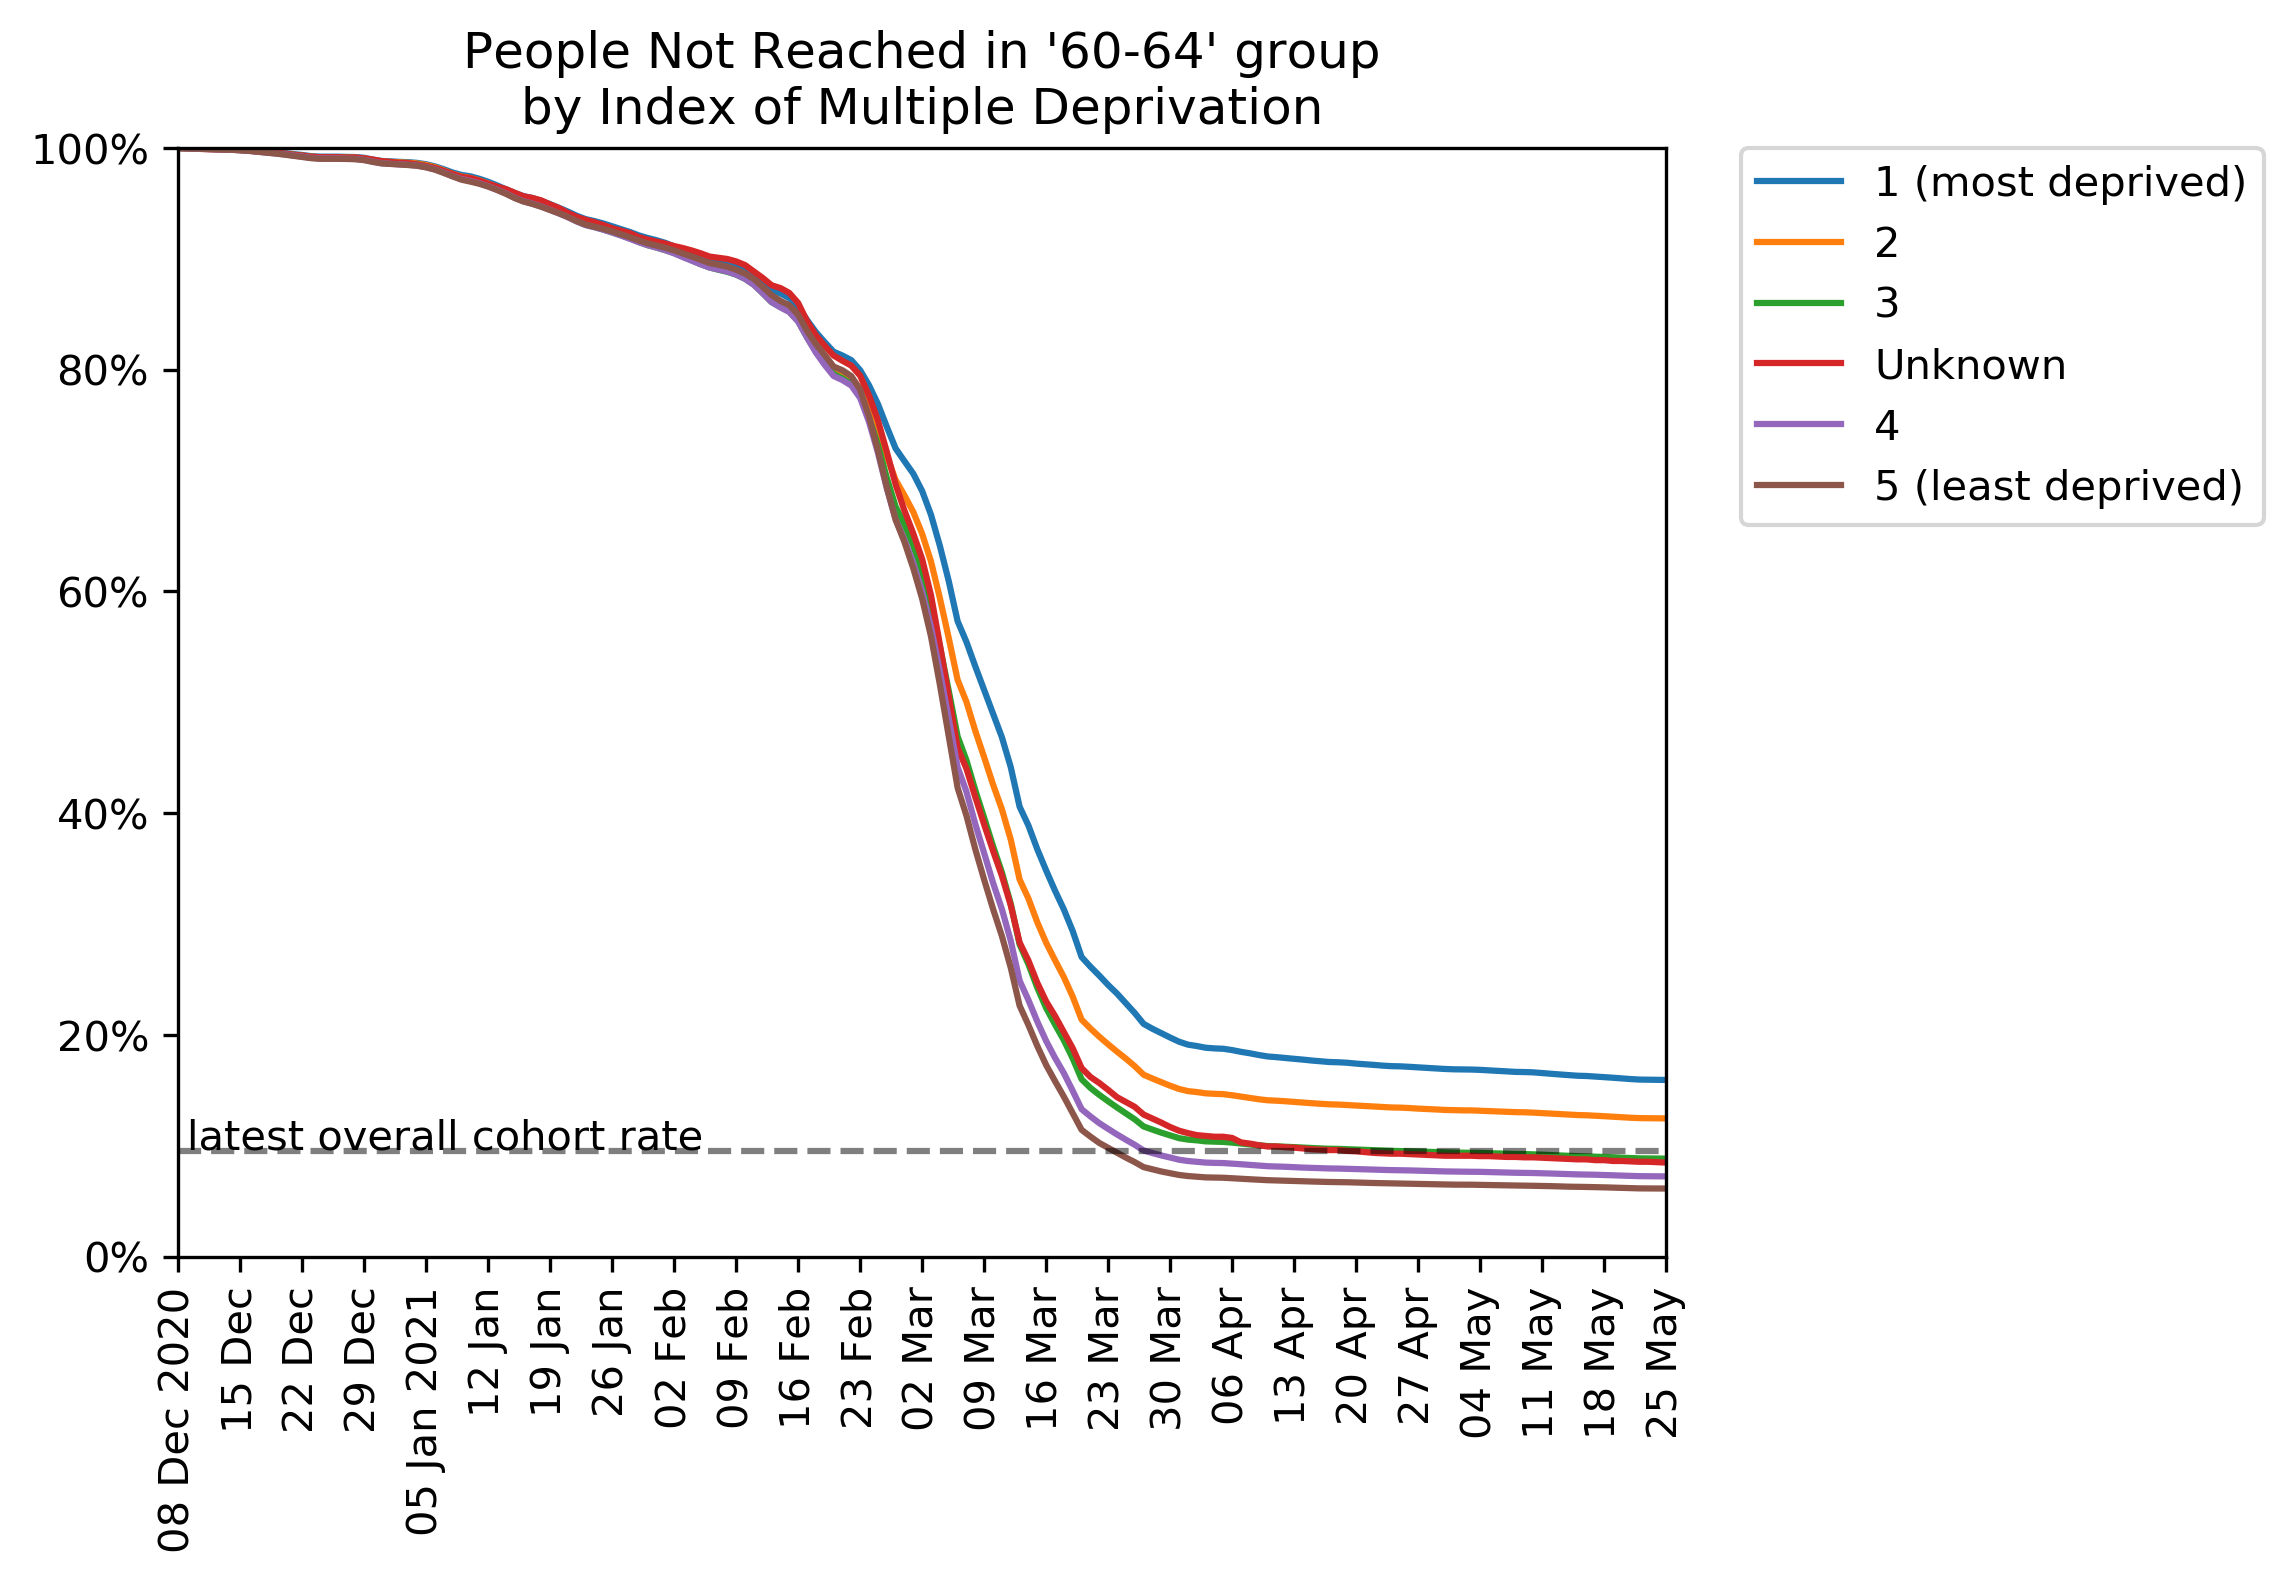 People Not Reached in '60-64' group
by Index of Multiple Deprivation
100%
80%
60%
40%
20%
0%
latest overall cohort rate
08 Dec 2020
15 Dec
22 Dec
29 Dec
05 Jan 2021
12 Jan
19 Jan
26 Jan
02 Feb
09 Feb
16 Feb
23 Feb
02 Mar
09 Mar
16 Mar
23 Mar
30 Mar
06 Apr
13 Apr
20 Apr
27 Apr
04 May
11 May
18 May
25 May
1 (most deprived)
2
3
Unknown
4
5 (least deprived)